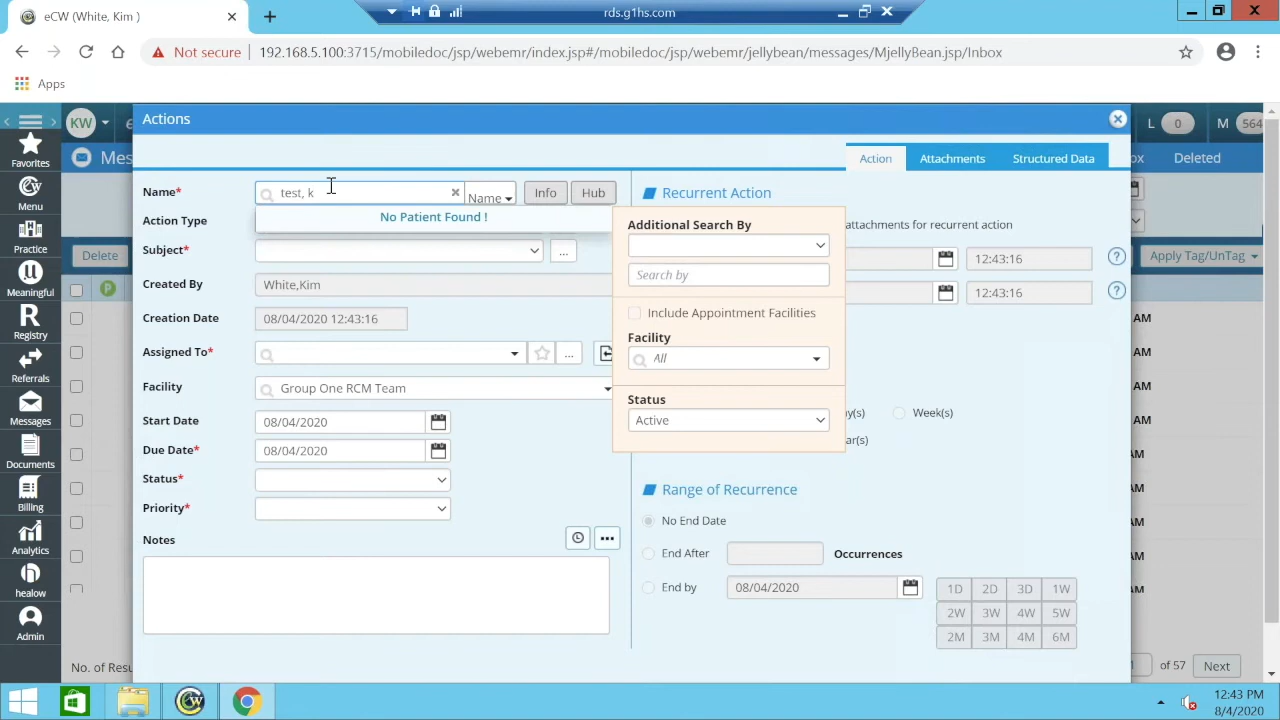 eCW (White, Kim )
rds.g1hs.com
Not secure
192.168.5.100:3715/mobiledoc/jsp/webemr/index.jsp#/mobiledoc/jsp/webemr/jellybean/messages/MjellyBean.jsp/Inbox
Apps
KW
L 0 M 564
Mes
Deleted
Favorites
Menu
Practice
Meaningful
Registry
Referrals
Messages
Documents
Billing
Analytics
healow
Admin
Delete
Apply Tag/UnTag
Actions
Action Attachments Structured Data
Name* test, k Name Info Hub
No Patient Found !
Action Type
Subject* ...
Created By White,Kim
Creation Date 08/04/2020 12:43:16
Assigned To* ...
Facility Group One RCM Team
Start Date 08/04/2020
Due Date* 08/04/2020
Status*
Priority*
Notes
Additional Search By
Search by
Include Appointment Facilities
Facility
All
Status
Active
Recurrent Action
attachments for recurrent action
12:43:16 ?
12:43:16 ?
y(s) Week(s)
ar(s)
Range of Recurrence
No End Date
End After Occurrences
End by 08/04/2020
1D 2D 3D 1W
2W 3W 4W 5W
2M 3M 4M 6M
AM
AM
AM
AM
AM
AM
AM
AM
AM
No. of Resu
1 of 57 Next
12:43 PM
8/4/2020